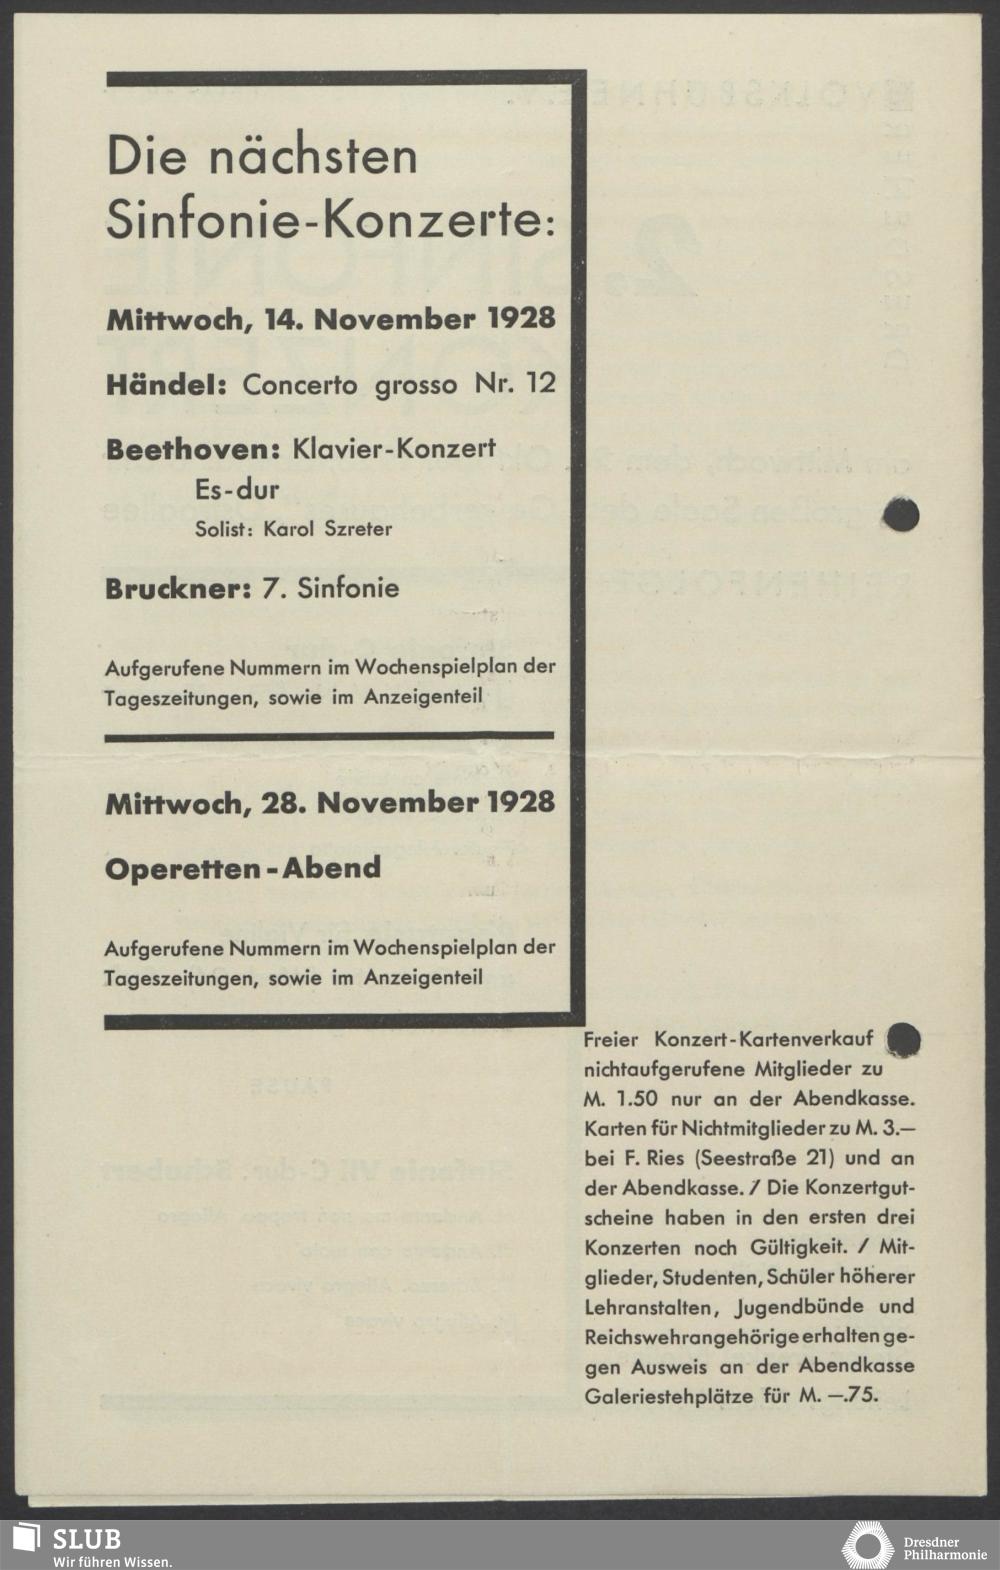 Die nächsten
Sinfonie-Konzerte:
Mittwoch, 14. November 1928
Händel: Concerto grosso Nr. 12
Beethoven: Klavier-Konzert
Es-dur
Solist: Karol Szreter
Bruckner: 7. Sinfonie
Aufgerufene Nummern im Wochenspielplan der
Tageszeitungen, sowie im Anzeigenteil
Mittwoch, 28. November 1928
Operetten-Abend
Aufgerufene Nummern im Wochenspielplan der
Tageszeitungen, sowie im Anzeigenteil
Freier Konzert-Kartenverkauf
nichtaufgerufene Mitglieder zu
M. 1.50 nur an der Abendkasse.
Karten für Nichtmitglieder zu M. 3.—
bei F. Ries (Seestraße 21) und an
der Abendkasse. / Die Konzertgut-
scheine haben in den ersten drei
Konzerten noch Gültigkeit. / Mit-
glieder, Studenten, Schüler höherer
Lehranstalten, Jugendbünde und
Reichswehrangehörige erhalten ge-
gen Ausweis an der Abendkasse
Galeriestehplätze für M. —.75.
SLUB
Wir führen Wissen.
Dresdner
Philharmonie